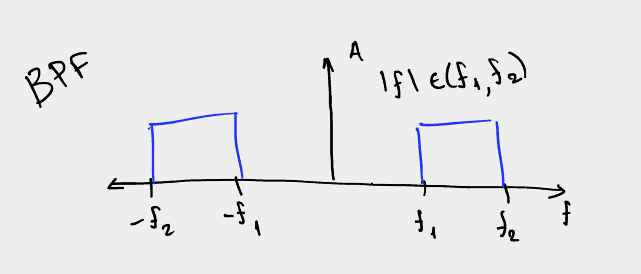 BPF
A
|f| ∈ (f₁, f₂)
-f₂ -f₁ f₁ f₂ f